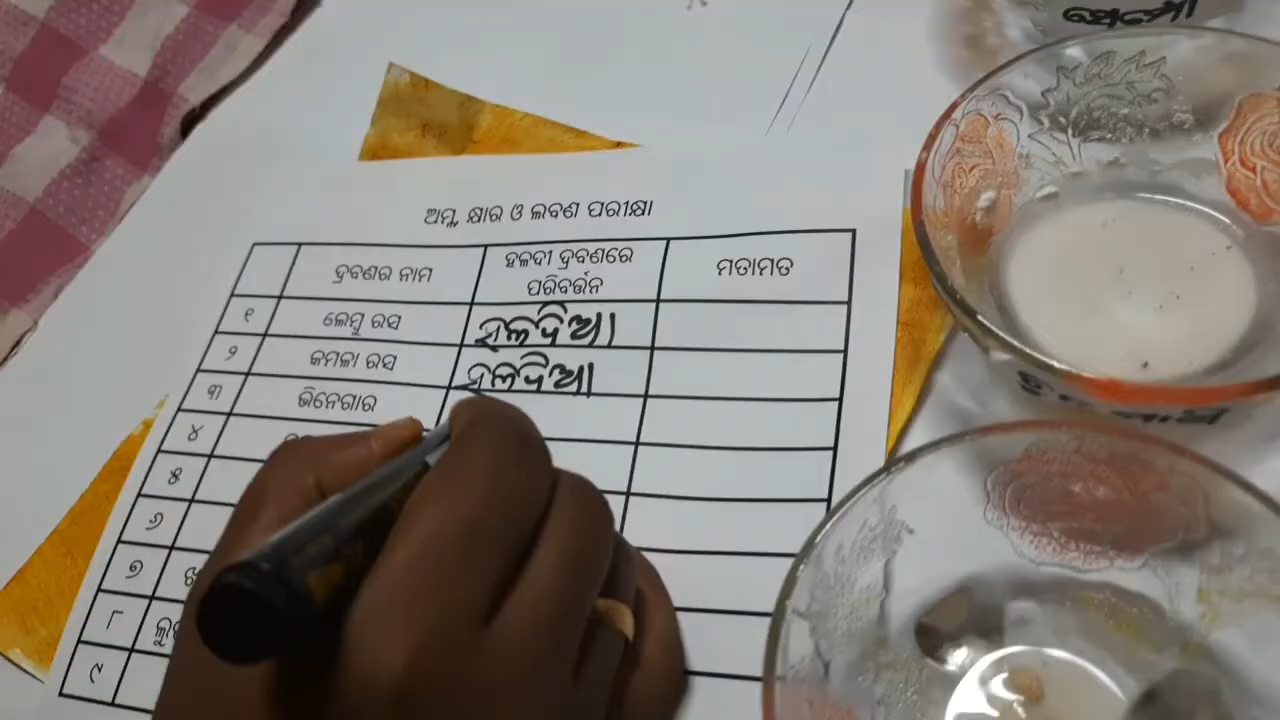 ଅମ୍ଳ, କ୍ଷାର ଓ ଲବଣ ପରୀକ୍ଷା
ଦ୍ରବଣର ନାମ
ହଳଦୀ ଦ୍ରବଣରେ
ପରିବର୍ତ୍ତନ
ମତାମତ
୧ ଲେମ୍ବୁ ରସ ହଳଦିଆ
୨ କମଳା ରସ ହଳଦିଆ
୩ ଭିନେଗାର
୪
୫
୬
୭
୮
୯